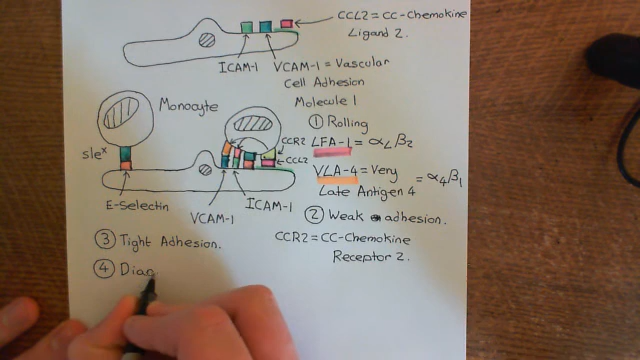 CCL2 = CC-Chemokine
Ligand 2.
ICAM-1
VCAM-1 = Vascular
Cell Adhesion
Molecule 1
Monocyte
① Rolling
LFA-1 = αLβ2
CCR2
CCL2
sleˣ
VLA-4 = Very
Late Antigen 4
= α4β1
E-Selectin
VCAM-1
ICAM-1
② Weak adhesion.
CCR2 = CC-Chemokine
Receptor 2.
③ Tight Adhesion.
④ Diap